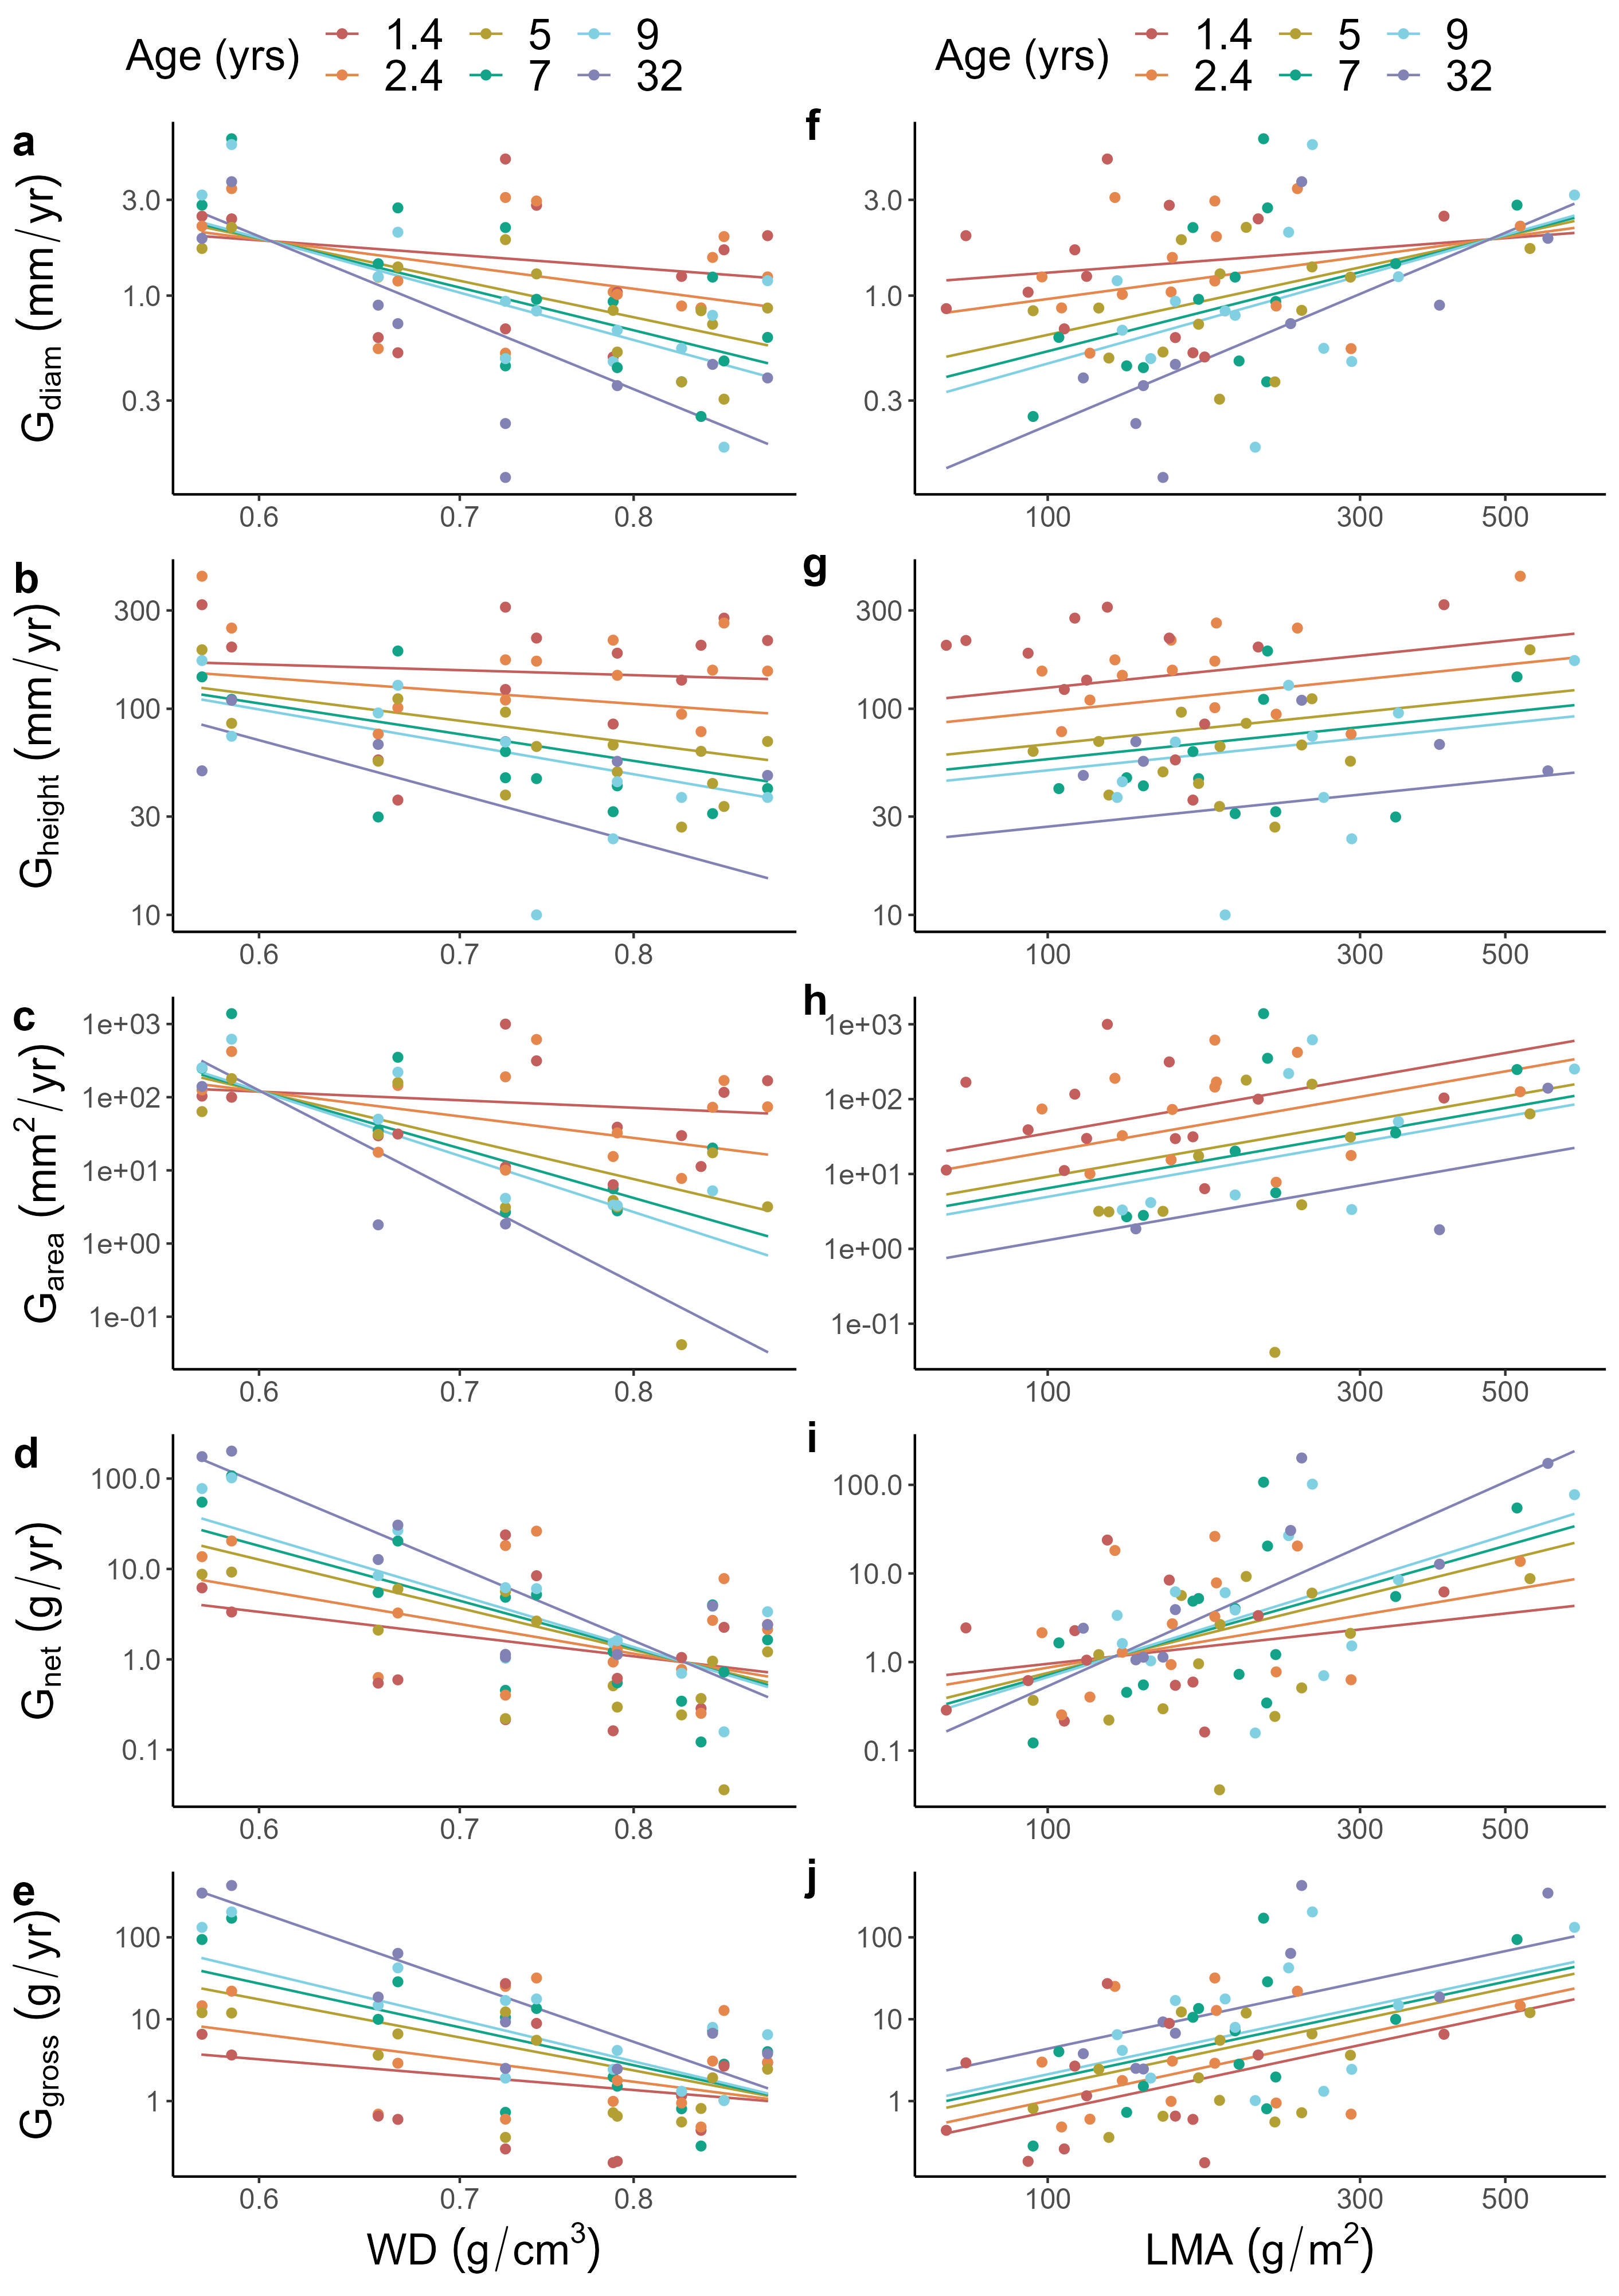 Age (yrs) 1.4 5 9
2.4 7 32
Age (yrs) 1.4 5 9
2.4 7 32
a
G_diam (mm/yr)
3.0
1.0
0.3
0.6 0.7 0.8
f
3.0
1.0
0.3
100 300 500
b
G_height (mm/yr)
300
100
30
10
0.6 0.7 0.8
g
300
100
30
10
100 300 500
c
G_area (mm²/yr)
1e+03
1e+02
1e+01
1e+00
1e-01
0.6 0.7 0.8
h
1e+03
1e+02
1e+01
1e+00
1e-01
100 300 500
d
G_net (g/yr)
100.0
10.0
1.0
0.1
0.6 0.7 0.8
i
100.0
10.0
1.0
0.1
100 300 500
e
G_gross (g/yr)
100
10
1
0.6 0.7 0.8
WD (g/cm³)
j
100
10
1
100 300 500
LMA (g/m²)